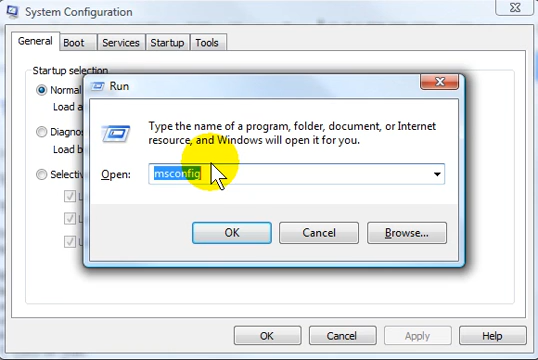 System Configuration
General Boot Services Startup Tools
Startup selection
Normal
Load a
Diagnos
Load b
Selectiv
Run
Type the name of a program, folder, document, or Internet
resource, and Windows will open it for you.
Open: msconfig
OK Cancel Browse...
OK Cancel Apply Help